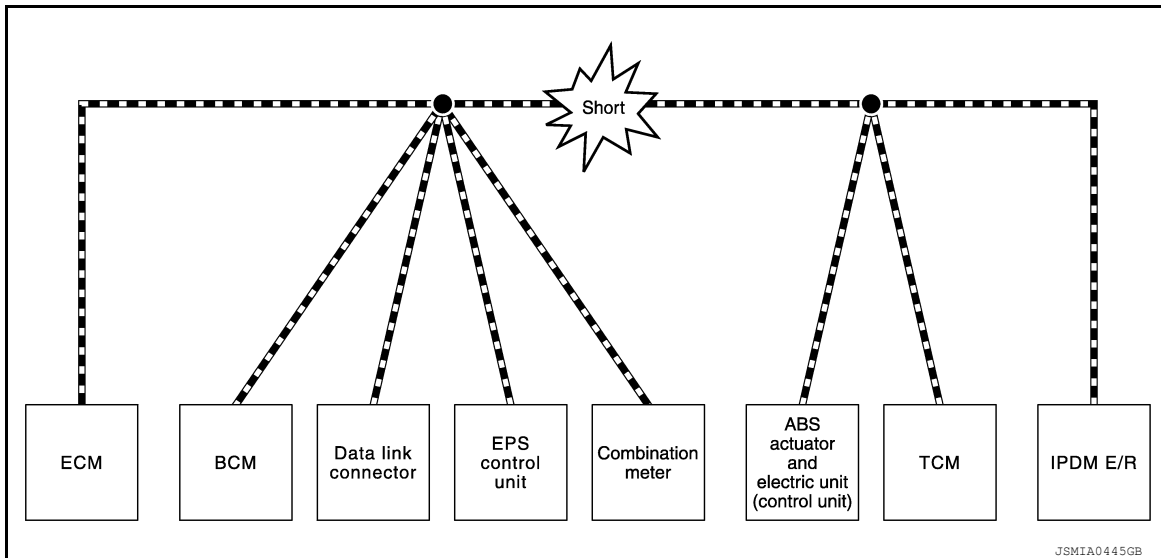 Short
ECM
BCM
Data link
connector
EPS
control
unit
Combination
meter
ABS
actuator
and
electric unit
(control unit)
TCM
IPDM E/R
JSMIA0445GB